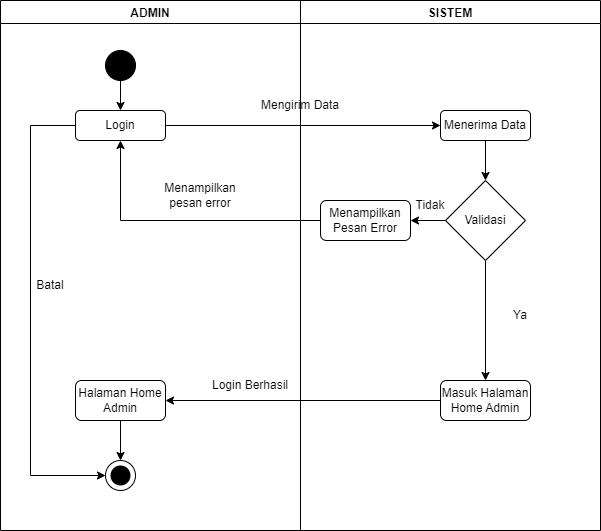 ADMIN
SISTEM
Login
Mengirim Data
Menerima Data
Menampilkan
pesan error
Menampilkan
Pesan Error
Tidak
Validasi
Batal
Ya
Halaman Home
Admin
Login Berhasil
Masuk Halaman
Home Admin